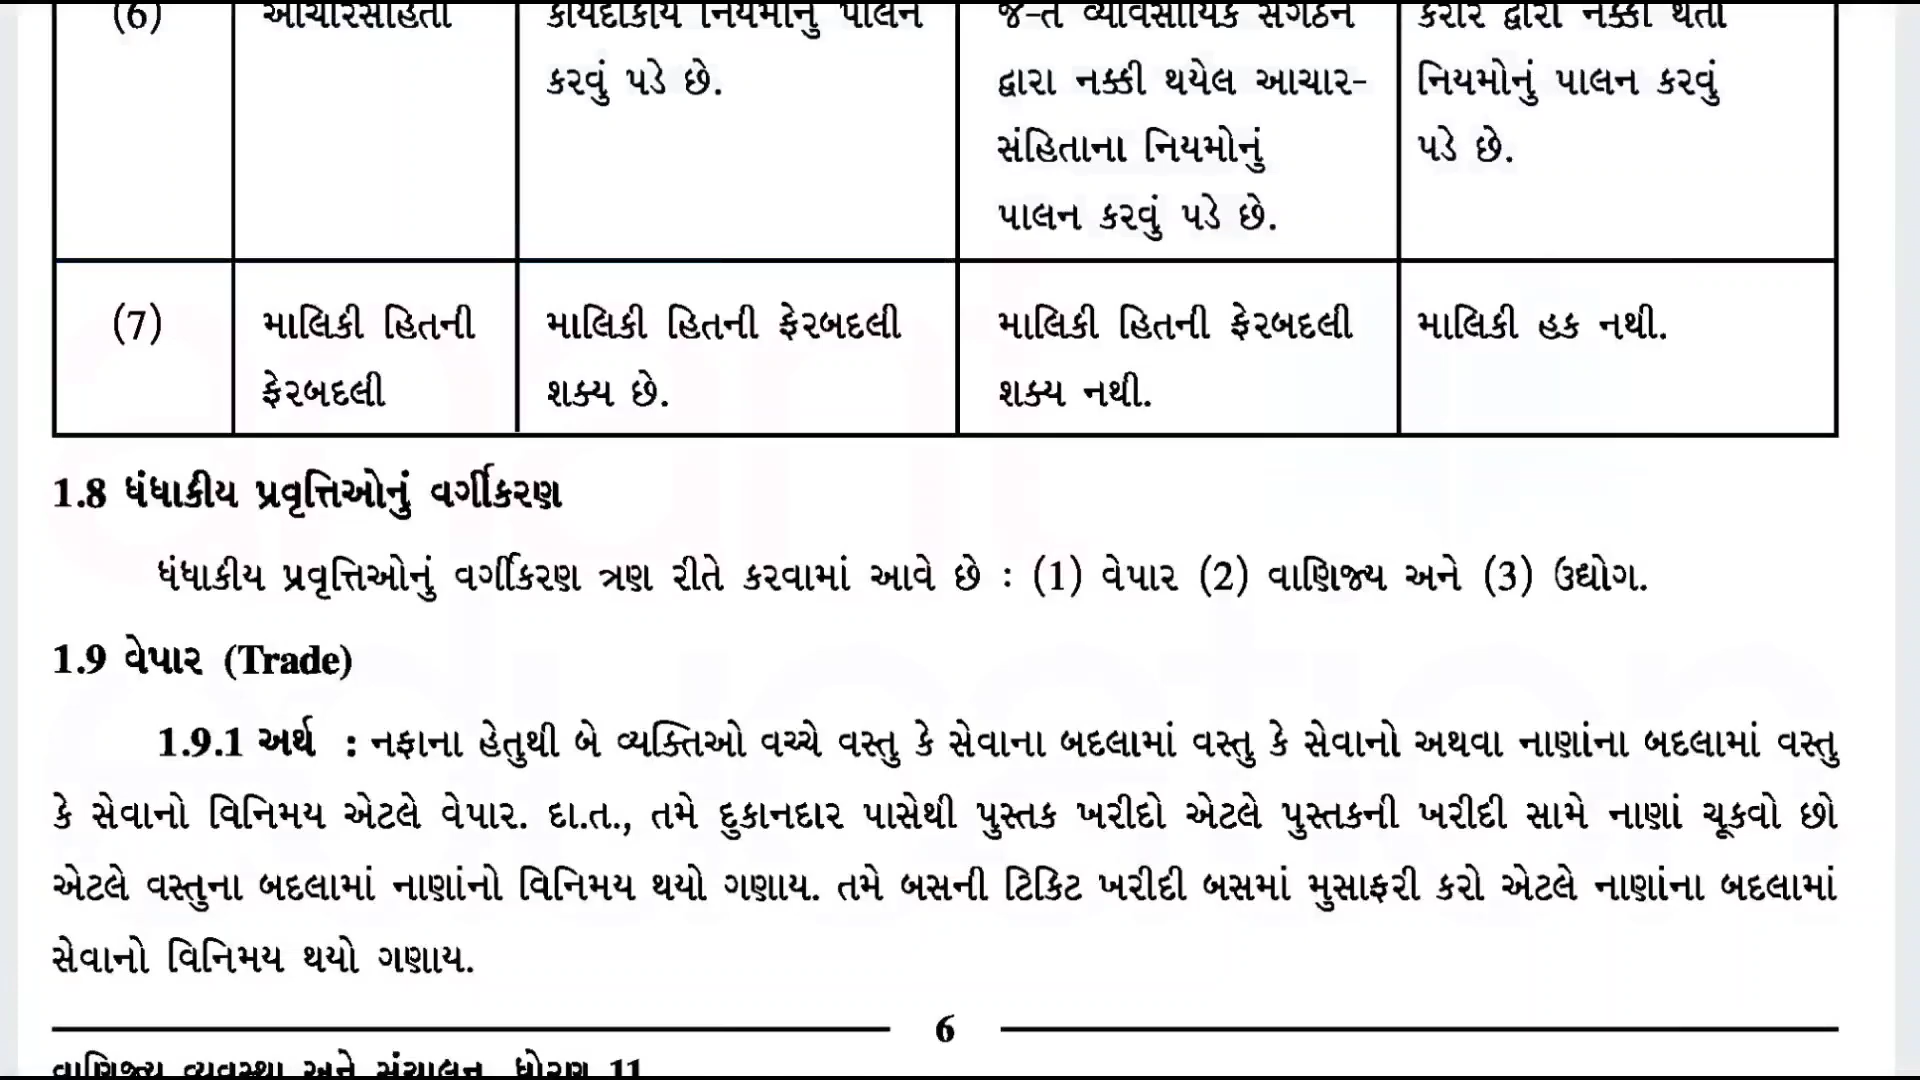 (6) આચારસંહિતા કાયદાકીય નિયમોનું પાલન જે-તે વ્યાવસાયિક સંગઠન કરાર દ્વારા નક્કી થતા
કરવું પડે છે. દ્વારા નક્કી થયેલ આચાર- નિયમોનું પાલન કરવું
સંહિતાના નિયમોનું પડે છે.
પાલન કરવું પડે છે.
(7) માલિકી હિતની માલિકી હિતની ફેરબદલી માલિકી હિતની ફેરબદલી માલિકી હક નથી.
ફેરબદલી શક્ય છે. શક્ય નથી.
1.8 ધંધાકીય પ્રવૃત્તિઓનું વર્ગીકરણ
ધંધાકીય પ્રવૃત્તિઓનું વર્ગીકરણ ત્રણ રીતે કરવામાં આવે છે : (1) વેપાર (2) વાણિજ્ય અને (3) ઉદ્યોગ.
1.9 વેપાર (Trade)
1.9.1 અર્થ : નફાના હેતુથી બે વ્યક્તિઓ વચ્ચે વસ્તુ કે સેવાના બદલામાં વસ્તુ કે સેવાનો અથવા નાણાંના બદલામાં વસ્તુ
કે સેવાનો વિનિમય એટલે વેપાર. દા.ત., તમે દુકાનદાર પાસેથી પુસ્તક ખરીદો એટલે પુસ્તકની ખરીદી સામે નાણાં ચૂકવો છો
એટલે વસ્તુના બદલામાં નાણાંનો વિનિમય થયો ગણાય. તમે બસની ટિકિટ ખરીદી બસમાં મુસાફરી કરો એટલે નાણાંના બદલામાં
સેવાનો વિનિમય થયો ગણાય.
6
વાણિજ્ય વ્યવસ્થા અને સંચાલન, ધોરણ 11